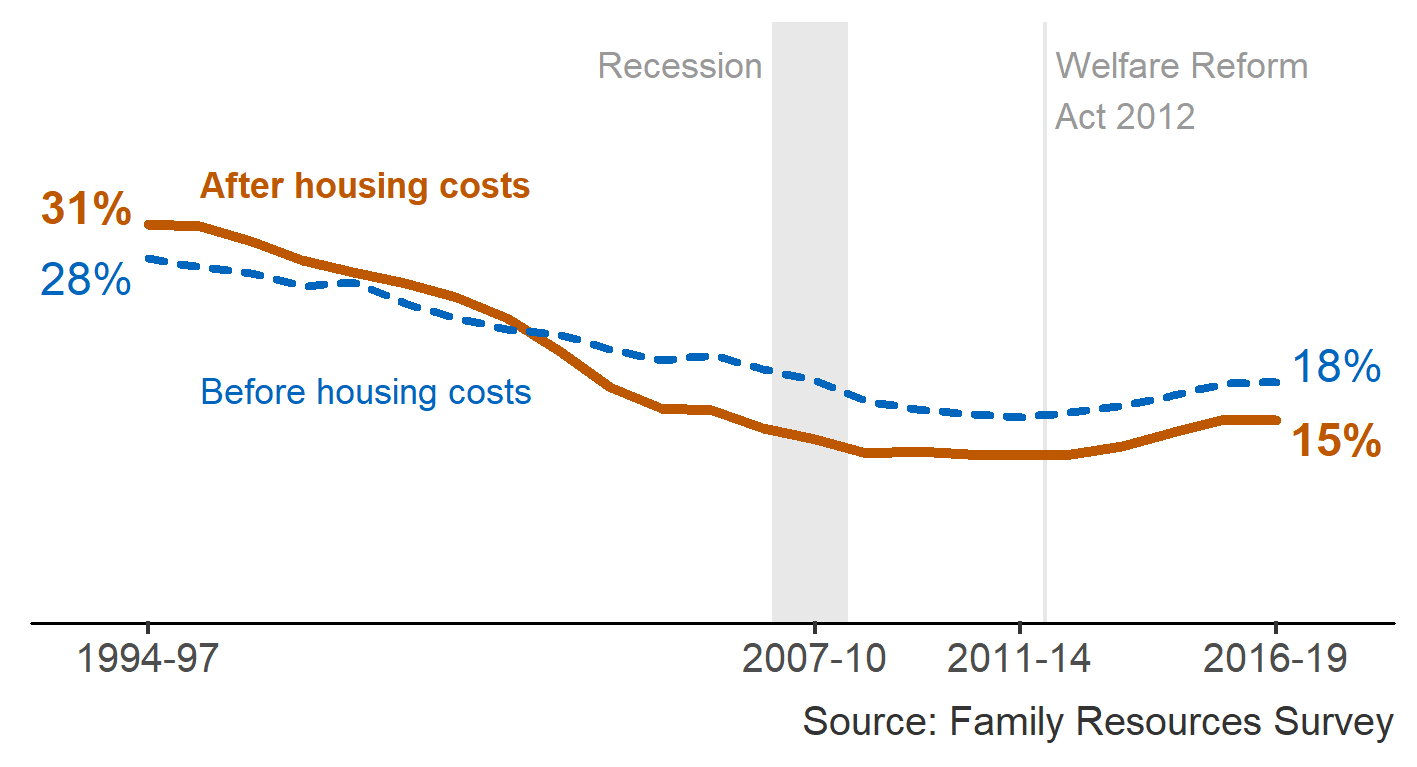 Recession
Welfare Reform
Act 2012
After housing costs
31%
28%
Before housing costs
18%
15%
1994-97
2007-10
2011-14
2016-19
Source: Family Resources Survey